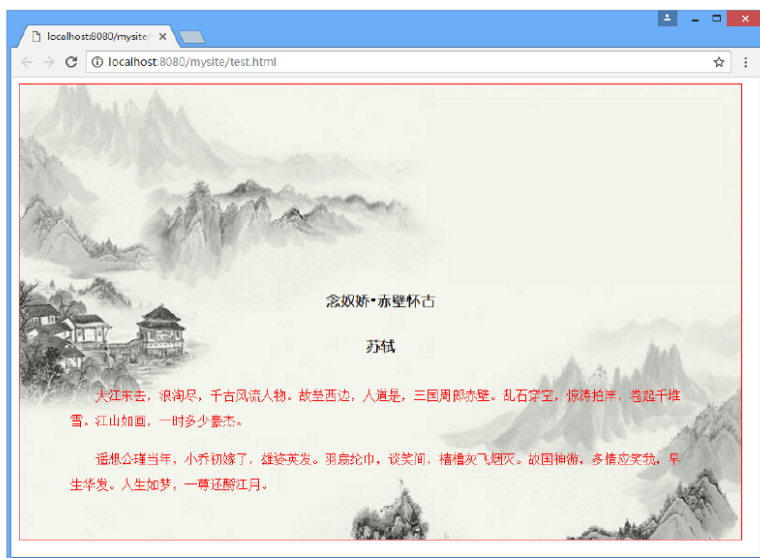 localhost:8080/mysite/
localhost:8080/mysite/test.html
念奴娇•赤壁怀古
苏轼
大江东去，浪淘尽，千古风流人物。故垒西边，人道是，三国周郎赤壁。乱石穿空，惊涛拍岸，卷起千堆
雪。江山如画，一时多少豪杰。
遥想公瑾当年，小乔初嫁了，雄姿英发。羽扇纶巾，谈笑间，樯橹灰飞烟灭。故国神游，多情应笑我，早
生华发。人生如梦，一尊还酹江月。